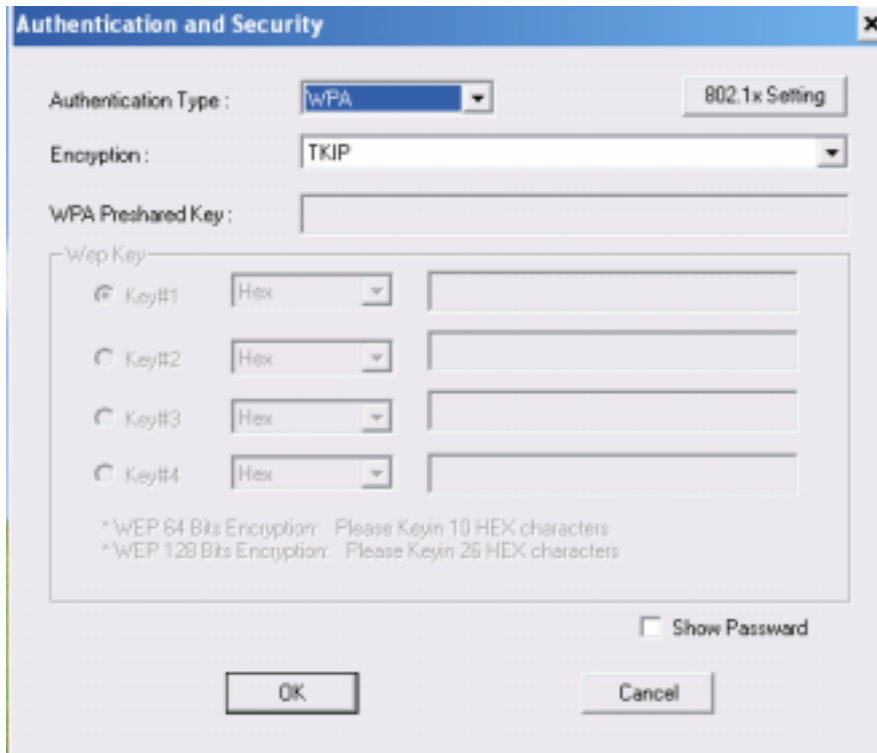 Authentication and Security
Authentication Type : WPA 802.1x Setting
Encryption : TKIP
WPA Preshared Key :
Wep Key
Key#1 Hex
Key#2 Hex
Key#3 Hex
Key#4 Hex
* WEP 64 Bits Encryption: Please Keyin 10 HEX characters
* WEP 128 Bits Encryption: Please Keyin 26 HEX characters
Show Passward
OK Cancel